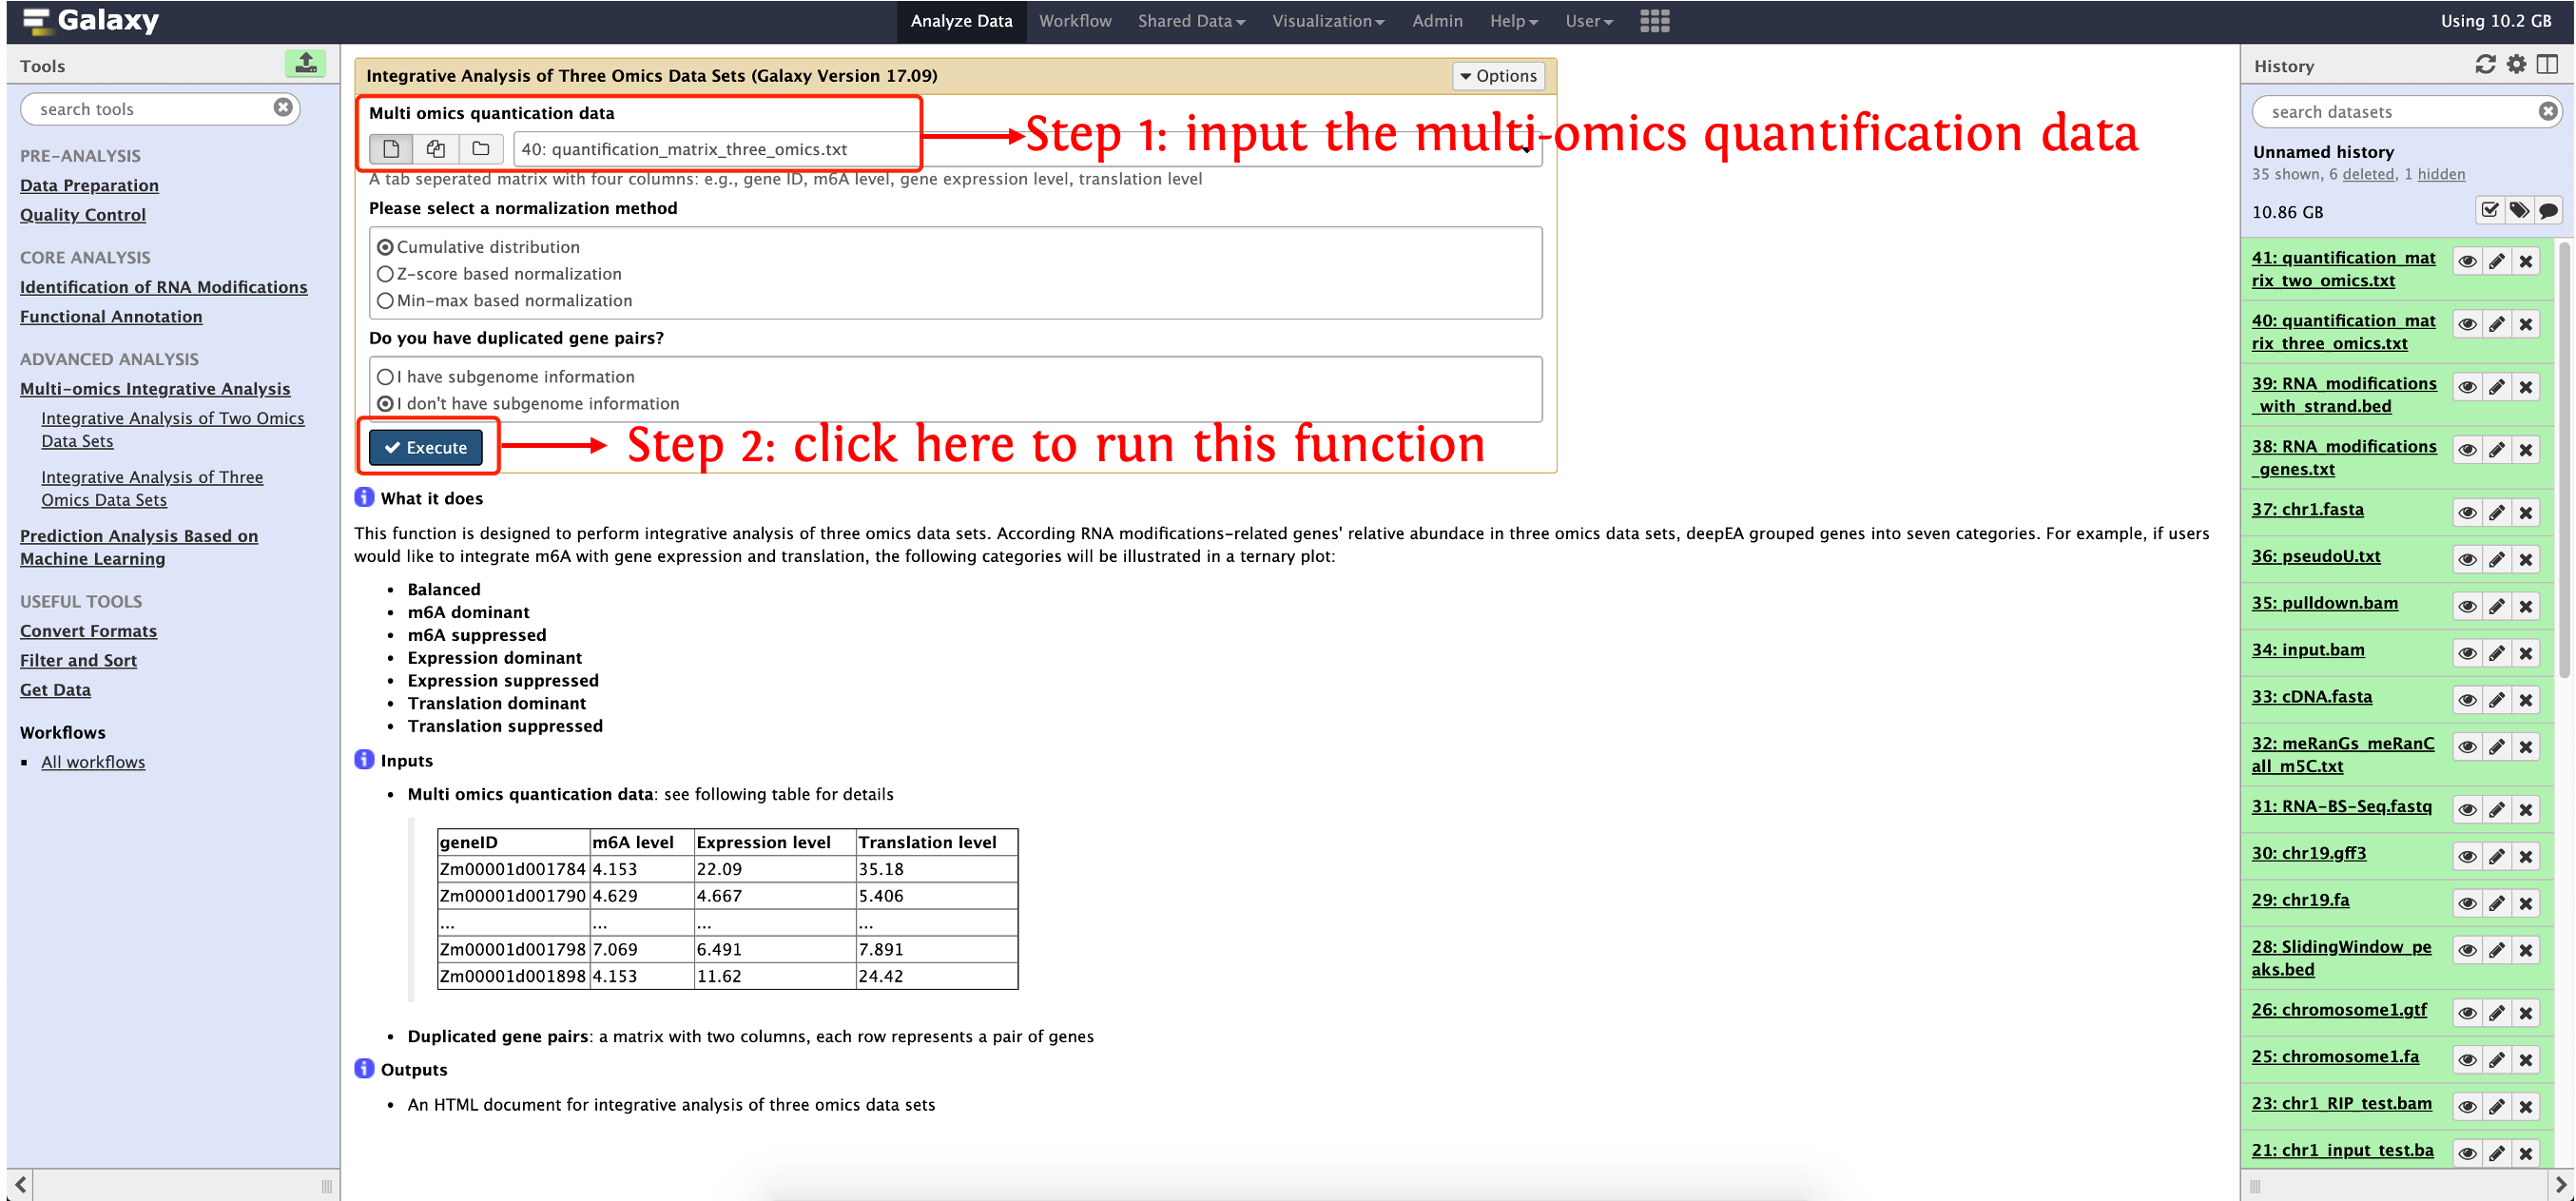 Galaxy
Analyze Data Workflow Shared Data Visualization Admin Help User
Using 10.2 GB
Tools
search tools
PRE-ANALYSIS
Data Preparation
Quality Control
CORE ANALYSIS
Identification of RNA Modifications
Functional Annotation
ADVANCED ANALYSIS
Multi-omics Integrative Analysis
Integrative Analysis of Two Omics
Data Sets
Integrative Analysis of Three
Omics Data Sets
Prediction Analysis Based on
Machine Learning
USEFUL TOOLS
Convert Formats
Filter and Sort
Get Data
Workflows
All workflows
Integrative Analysis of Three Omics Data Sets (Galaxy Version 17.09)
Options
Multi omics quantication data
40: quantification_matrix_three_omics.txt
Step 1: input the multi-omics quantification data
A tab seperated matrix with four columns: e.g., gene ID, m6A level, gene expression level, translation level
Please select a normalization method
Cumulative distribution
Z-score based normalization
Min-max based normalization
Do you have duplicated gene pairs?
I have subgenome information
I don't have subgenome information
Execute
Step 2: click here to run this function
What it does
This function is designed to perform integrative analysis of three omics data sets. According RNA modifications-related genes' relative abundace in three omics data sets, deepEA grouped genes into seven categories. For example, if users
would like to integrate m6A with gene expression and translation, the following categories will be illustrated in a ternary plot:
• Balanced
• m6A dominant
• m6A suppressed
• Expression dominant
• Expression suppressed
• Translation dominant
• Translation suppressed
Inputs
• Multi omics quantication data: see following table for details
geneID m6A level Expression level Translation level
Zm00001d001784 4.153 22.09 35.18
Zm00001d001790 4.629 4.667 5.406
... ... ... ...
Zm00001d001798 7.069 6.491 7.891
Zm00001d001898 4.153 11.62 24.42
• Duplicated gene pairs: a matrix with two columns, each row represents a pair of genes
Outputs
• An HTML document for integrative analysis of three omics data sets
History
search datasets
Unnamed history
35 shown, 6 deleted, 1 hidden
10.86 GB
41: quantification_mat
rix_two_omics.txt
40: quantification_mat
rix_three_omics.txt
39: RNA_modifications
_with_strand.bed
38: RNA_modifications
_genes.txt
37: chr1.fasta
36: pseudoU.txt
35: pulldown.bam
34: input.bam
33: cDNA.fasta
32: meRanGs_meRanC
all_m5C.txt
31: RNA-BS-Seq.fastq
30: chr19.gff3
29: chr19.fa
28: SlidingWindow_pe
aks.bed
26: chromosome1.gtf
25: chromosome1.fa
23: chr1_RIP_test.bam
21: chr1_input_test.ba